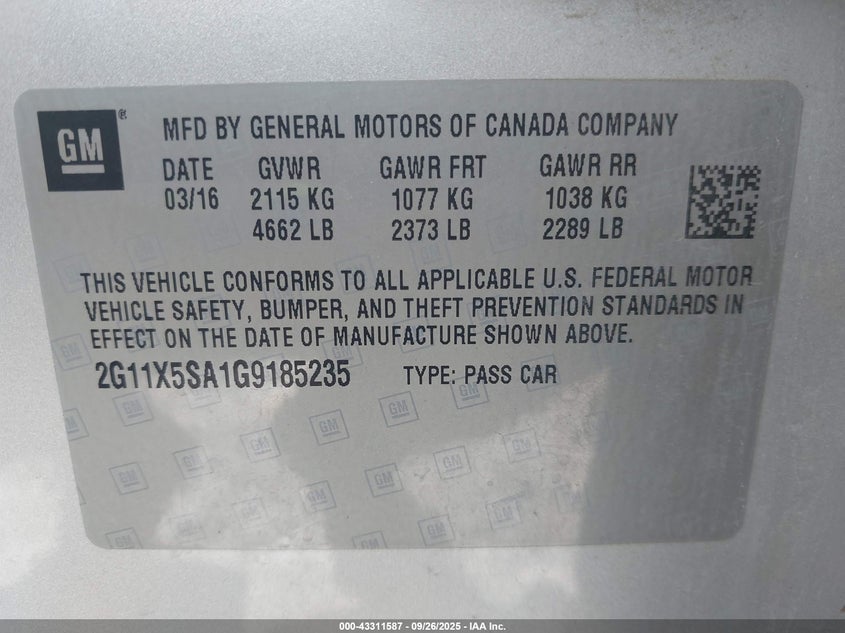 GM ®
MFD BY GENERAL MOTORS OF CANADA COMPANY
DATE GVWR GAWR FRT GAWR RR
03/16 2115 KG 1077 KG 1038 KG
4662 LB 2373 LB 2289 LB
THIS VEHICLE CONFORMS TO ALL APPLICABLE U.S. FEDERAL MOTOR
VEHICLE SAFETY, BUMPER, AND THEFT PREVENTION STANDARDS IN
EFFECT ON THE DATE OF MANUFACTURE SHOWN ABOVE.
2G11X5SA1G9185235 TYPE: PASS CAR
000-43311587 - 09/26/2025 - IAA Inc.